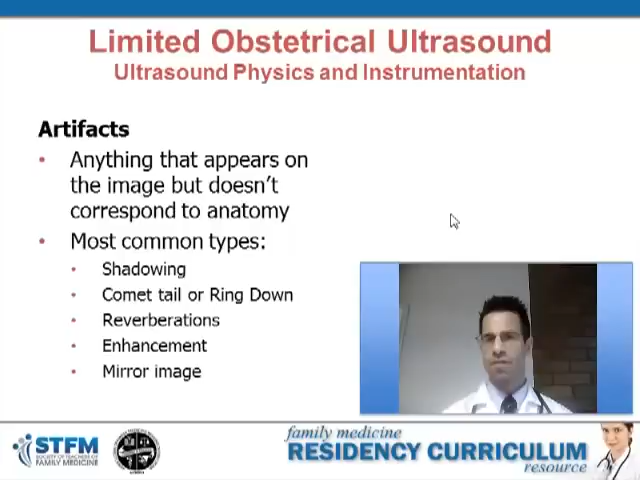 Limited Obstetrical Ultrasound
Ultrasound Physics and Instrumentation
Artifacts
• Anything that appears on
the image but doesn't
correspond to anatomy
• Most common types:
• Shadowing
• Comet tail or Ring Down
• Reverberations
• Enhancement
• Mirror image
STFM
SOCIETY OF TEACHERS OF
FAMILY MEDICINE
family medicine
RESIDENCY CURRICULUM
resource